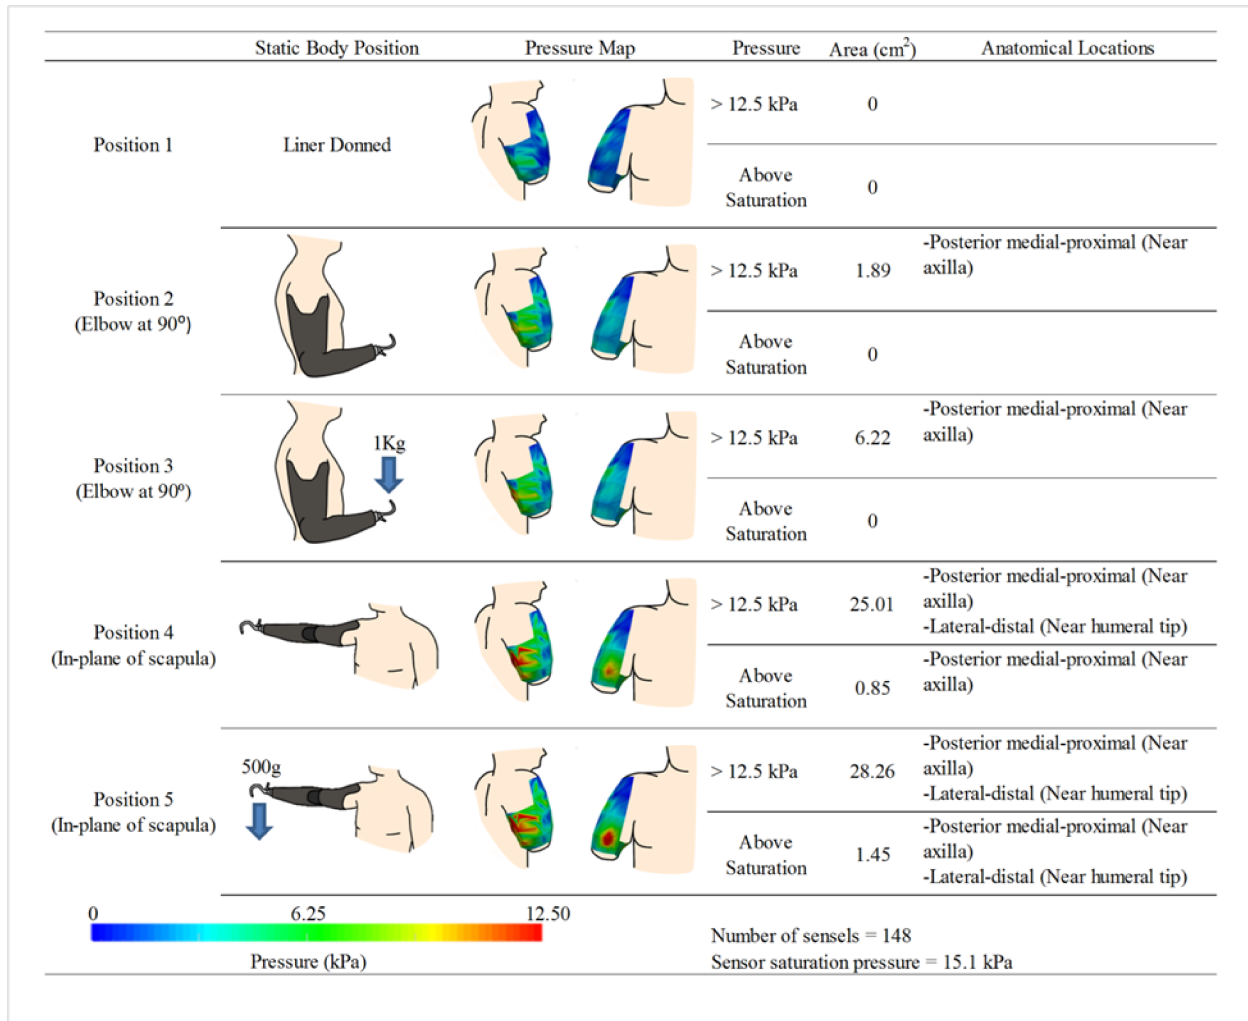 Static Body Position Pressure Map Pressure Area (cm²) Anatomical Locations
Position 1
Liner Donned
> 12.5 kPa 0
Above
Saturation
0
Position 2
(Elbow at 90°)
> 12.5 kPa 1.89
-Posterior medial-proximal (Near
axilla)
Above
Saturation
0
Position 3
(Elbow at 90º)
1Kg
> 12.5 kPa 6.22
-Posterior medial-proximal (Near
axilla)
Above
Saturation
0
Position 4
(In-plane of scapula)
> 12.5 kPa 25.01
-Posterior medial-proximal (Near
axilla)
-Lateral-distal (Near humeral tip)
Above
Saturation
0.85
-Posterior medial-proximal (Near
axilla)
Position 5
(In-plane of scapula)
500g
> 12.5 kPa 28.26
-Posterior medial-proximal (Near
axilla)
-Lateral-distal (Near humeral tip)
Above
Saturation
1.45
-Posterior medial-proximal (Near
axilla)
-Lateral-distal (Near humeral tip)
0 6.25 12.50
Pressure (kPa)
Number of sensels = 148
Sensor saturation pressure = 15.1 kPa